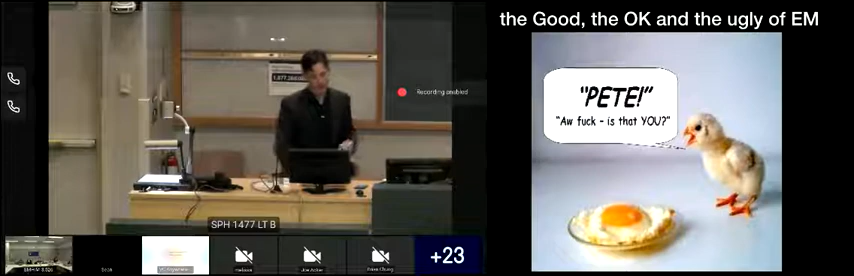 the Good, the OK and the ugly of EM
"PETE!"
"Aw fuck - is that YOU?"
Recording enabled
SPH 1477 LT B
+23